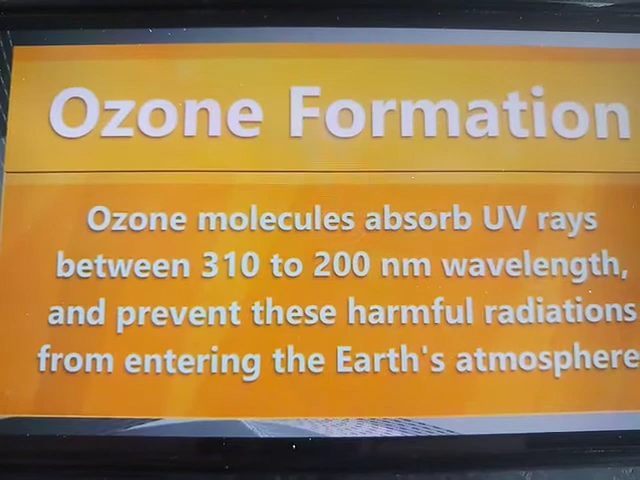 Ozone Formation
Ozone molecules absorb UV rays
between 310 to 200 nm wavelength,
and prevent these harmful radiations
from entering the Earth's atmosphere